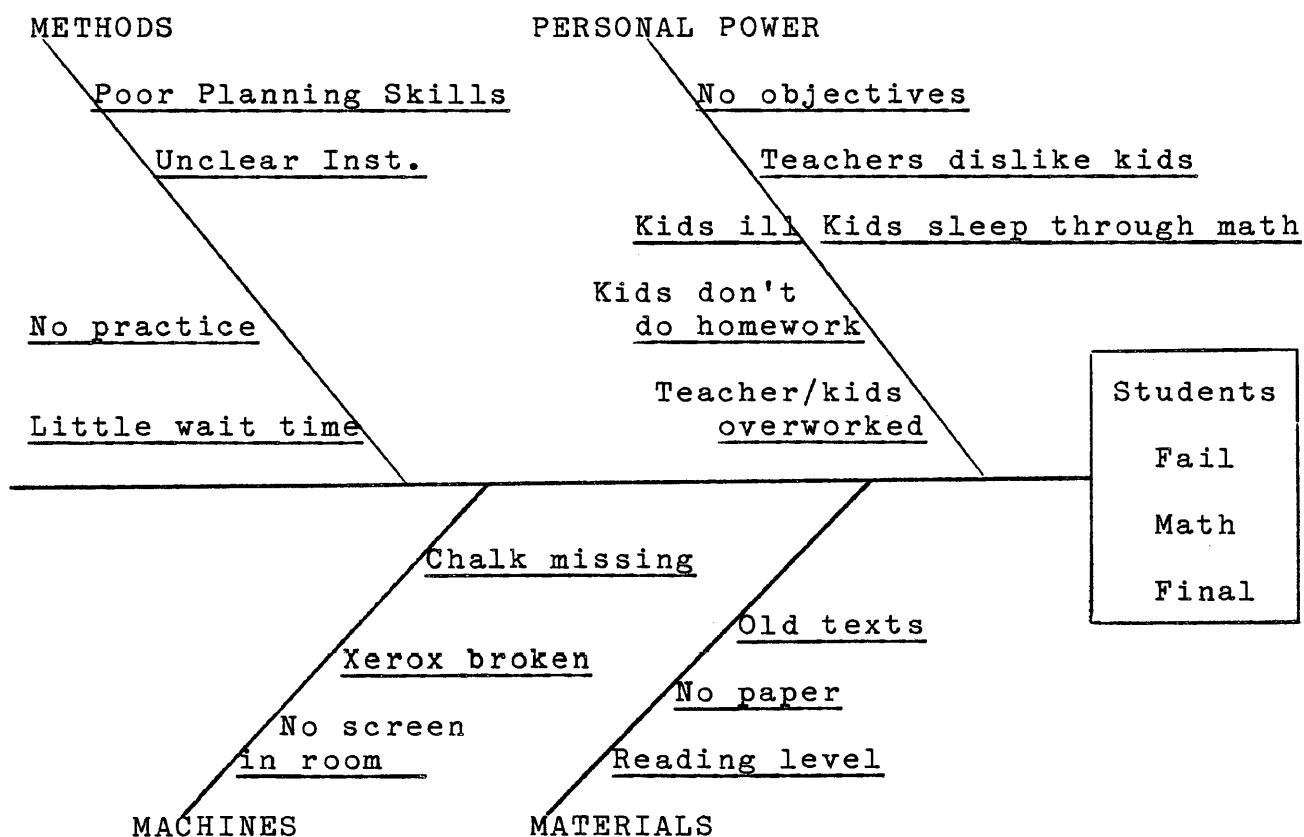 METHODS
PERSONAL POWER
Poor Planning Skills
No objectives
Unclear Inst.
Teachers dislike kids
Kids ill
Kids sleep through math
Kids don't
do homework
No practice
Teacher/kids
overworked
Little wait time
Students
Fail
Math
Final
Chalk missing
Old texts
Xerox broken
No paper
No screen
in room
Reading level
MACHINES
MATERIALS